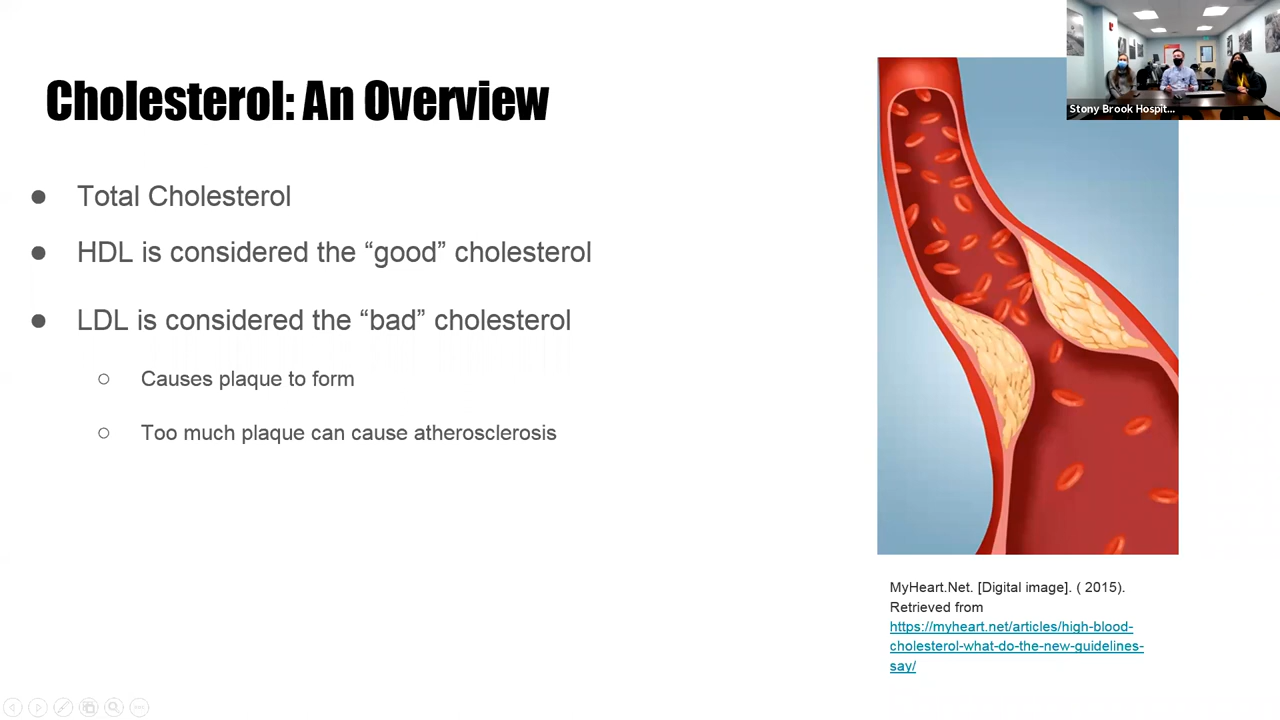 Stony Brook Hospit...
Cholesterol: An Overview
● Total Cholesterol
● HDL is considered the “good” cholesterol
● LDL is considered the “bad” cholesterol
○ Causes plaque to form
○ Too much plaque can cause atherosclerosis
MyHeart.Net. [Digital image]. ( 2015).
Retrieved from
https://myheart.net/articles/high-blood-
cholesterol-what-do-the-new-guidelines-
say/